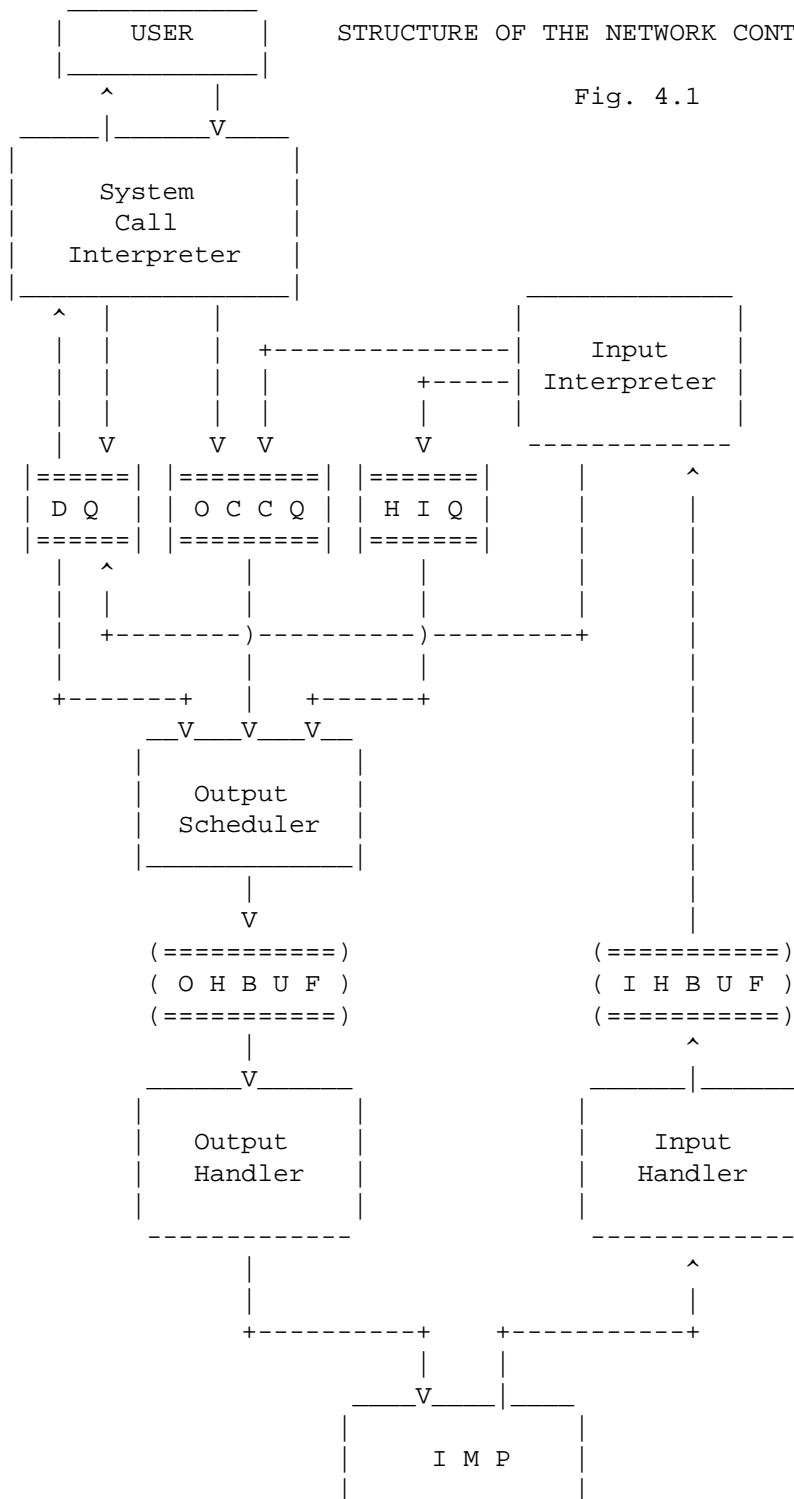 USER
STRUCTURE OF THE NETWORK CONT
Fig. 4.1
System
Call
Interpreter
Input
Interpreter
D Q
O C C Q
H I Q
Output
Scheduler
O H B U F
I H B U F
Output
Handler
Input
Handler
I M P